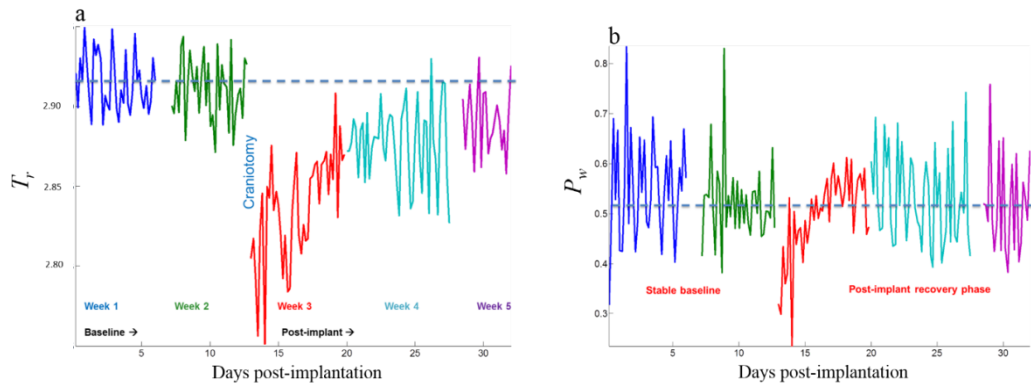 a
2.90
2.85
2.80
T_r
Craniotomy
Week 1 Week 2 Week 3 Week 4 Week 5
Baseline → Post-implant →
5 10 15 20 25 30
Days post-implantation
b
0.8
0.7
0.6
0.5
0.4
0.3
P_w
Stable baseline Post-implant recovery phase
5 10 15 20 25 30
Days post-implantation